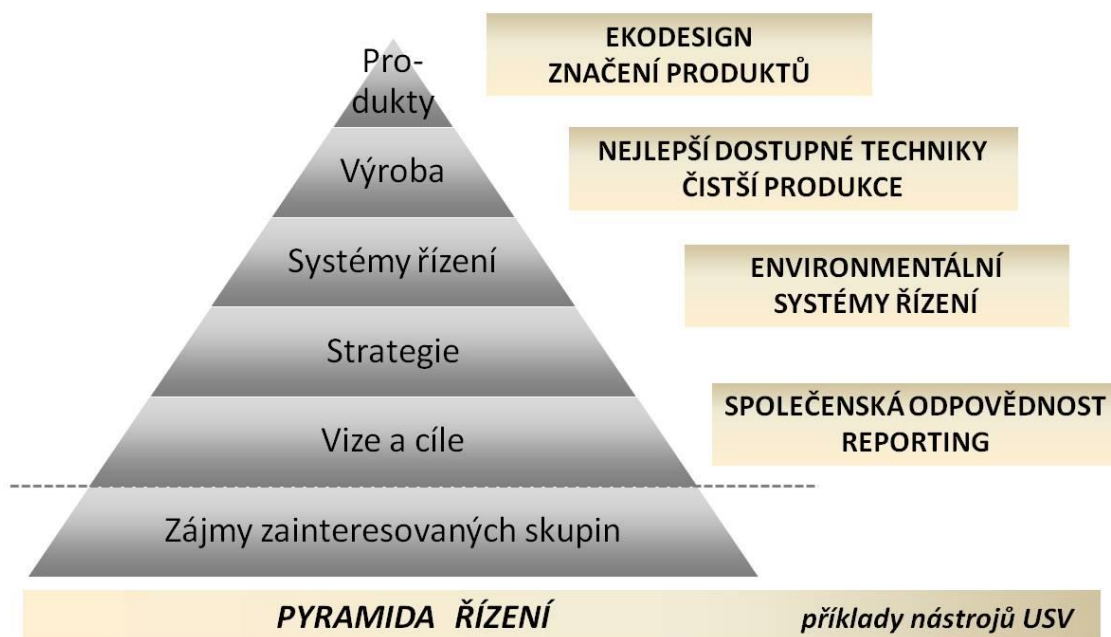 Pro-
dukty
EKODESIGN
ZNAČENÍ PRODUKTŮ
Výroba
NEJLEPŠÍ DOSTUPNÉ TECHNIKY
ČISTŠÍ PRODUKCE
Systémy řízení
ENVIRONMENTÁLNÍ
SYSTÉMY ŘÍZENÍ
Strategie
Vize a cíle
SPOLEČENSKÁ ODPOVĚDNOST
REPORTING
Zájmy zainteresovaných skupin
PYRAMIDA ŘÍZENÍ
příklady nástrojů USV